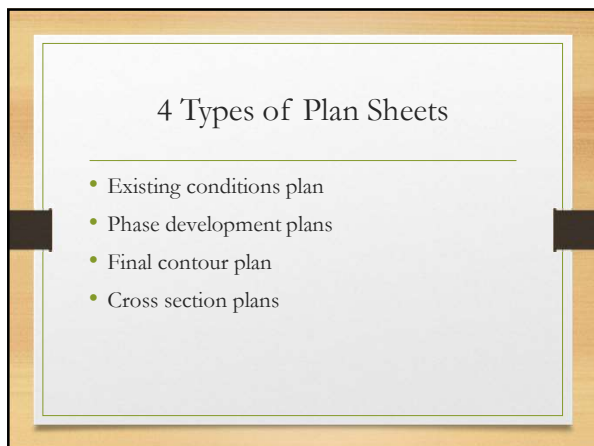 4 Types of Plan Sheets
• Existing conditions plan
• Phase development plans
• Final contour plan
• Cross section plans